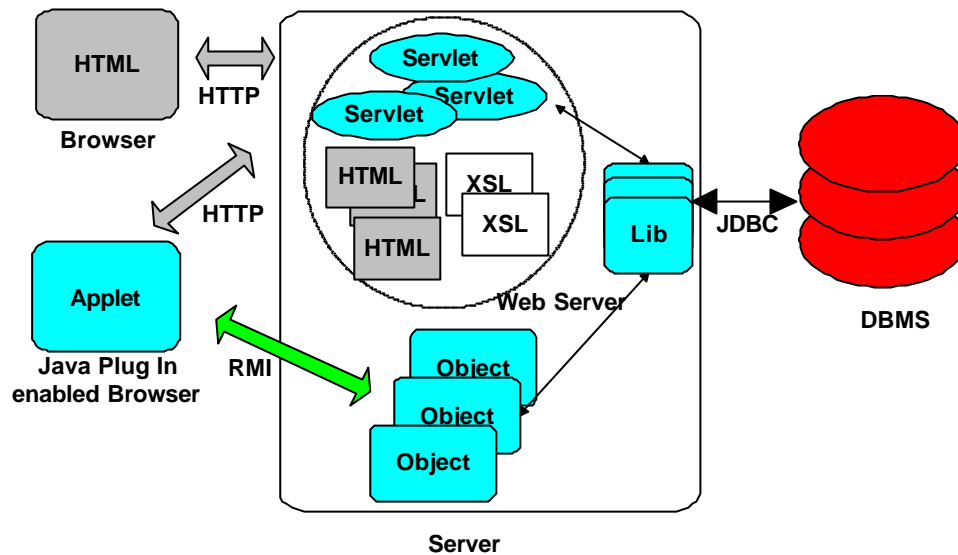 HTML
HTTP
Browser
HTTP
Applet
Java Plug In
enabled Browser
RMI
Servlet
Servlet
Servlet
HTML
L
HTML
XSL
XSL
Web Server
Lib
JDBC
DBMS
Object
Object
Object
Server